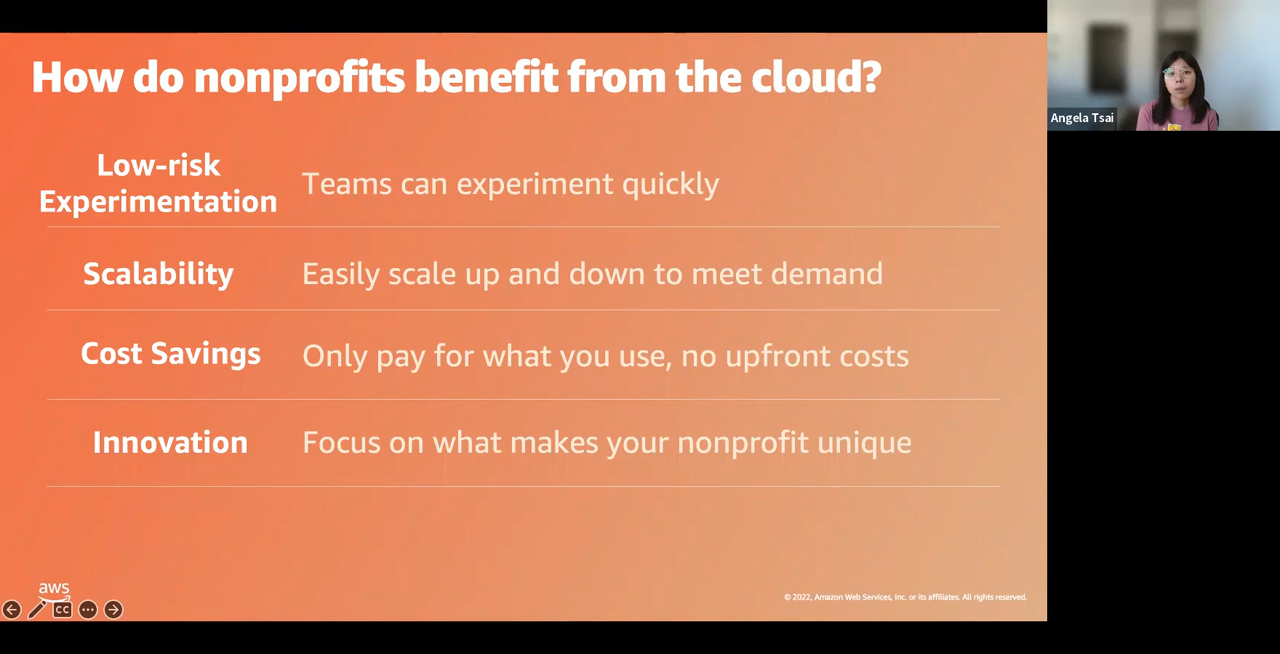 How do nonprofits benefit from the cloud?
Low-risk
Experimentation
Teams can experiment quickly
Scalability
Easily scale up and down to meet demand
Cost Savings
Only pay for what you use, no upfront costs
Innovation
Focus on what makes your nonprofit unique
aws
CC
© 2022, Amazon Web Services, Inc. or its affiliates. All rights reserved.
Angela Tsai